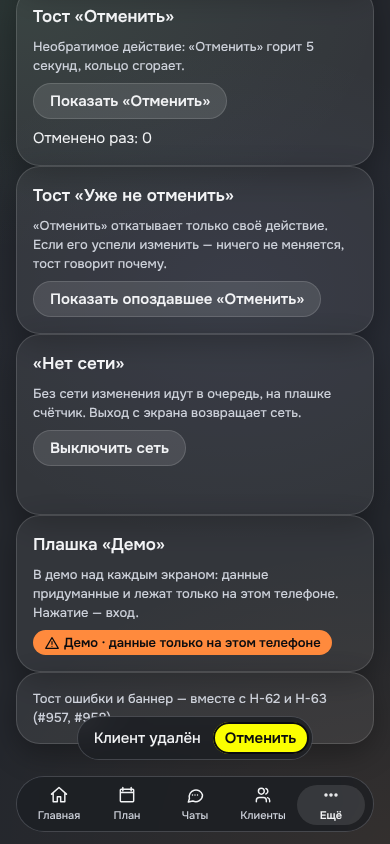 Тост «Отменить»
Необратимое действие: «Отменить» горит 5
секунд, кольцо сгорает.
Показать «Отменить»
Отменено раз: 0
Тост «Уже не отменить»
«Отменить» откатывает только своё действие.
Если его успели изменить — ничего не меняется,
тост говорит почему.
Показать опоздавшее «Отменить»
«Нет сети»
Без сети изменения идут в очередь, на плашке
счётчик. Выход с экрана возвращает сеть.
Выключить сеть
Плашка «Демо»
В демо над каждым экраном: данные
придуманные и лежат только на этом телефоне.
Нажатие — вход.
Демо · данные только на этом телефоне
Тост ошибки и баннер — вместе с Н-62 и Н-63
(#957, #958)
Клиент удалён Отменить
Главная План Чаты Клиенты Ещё